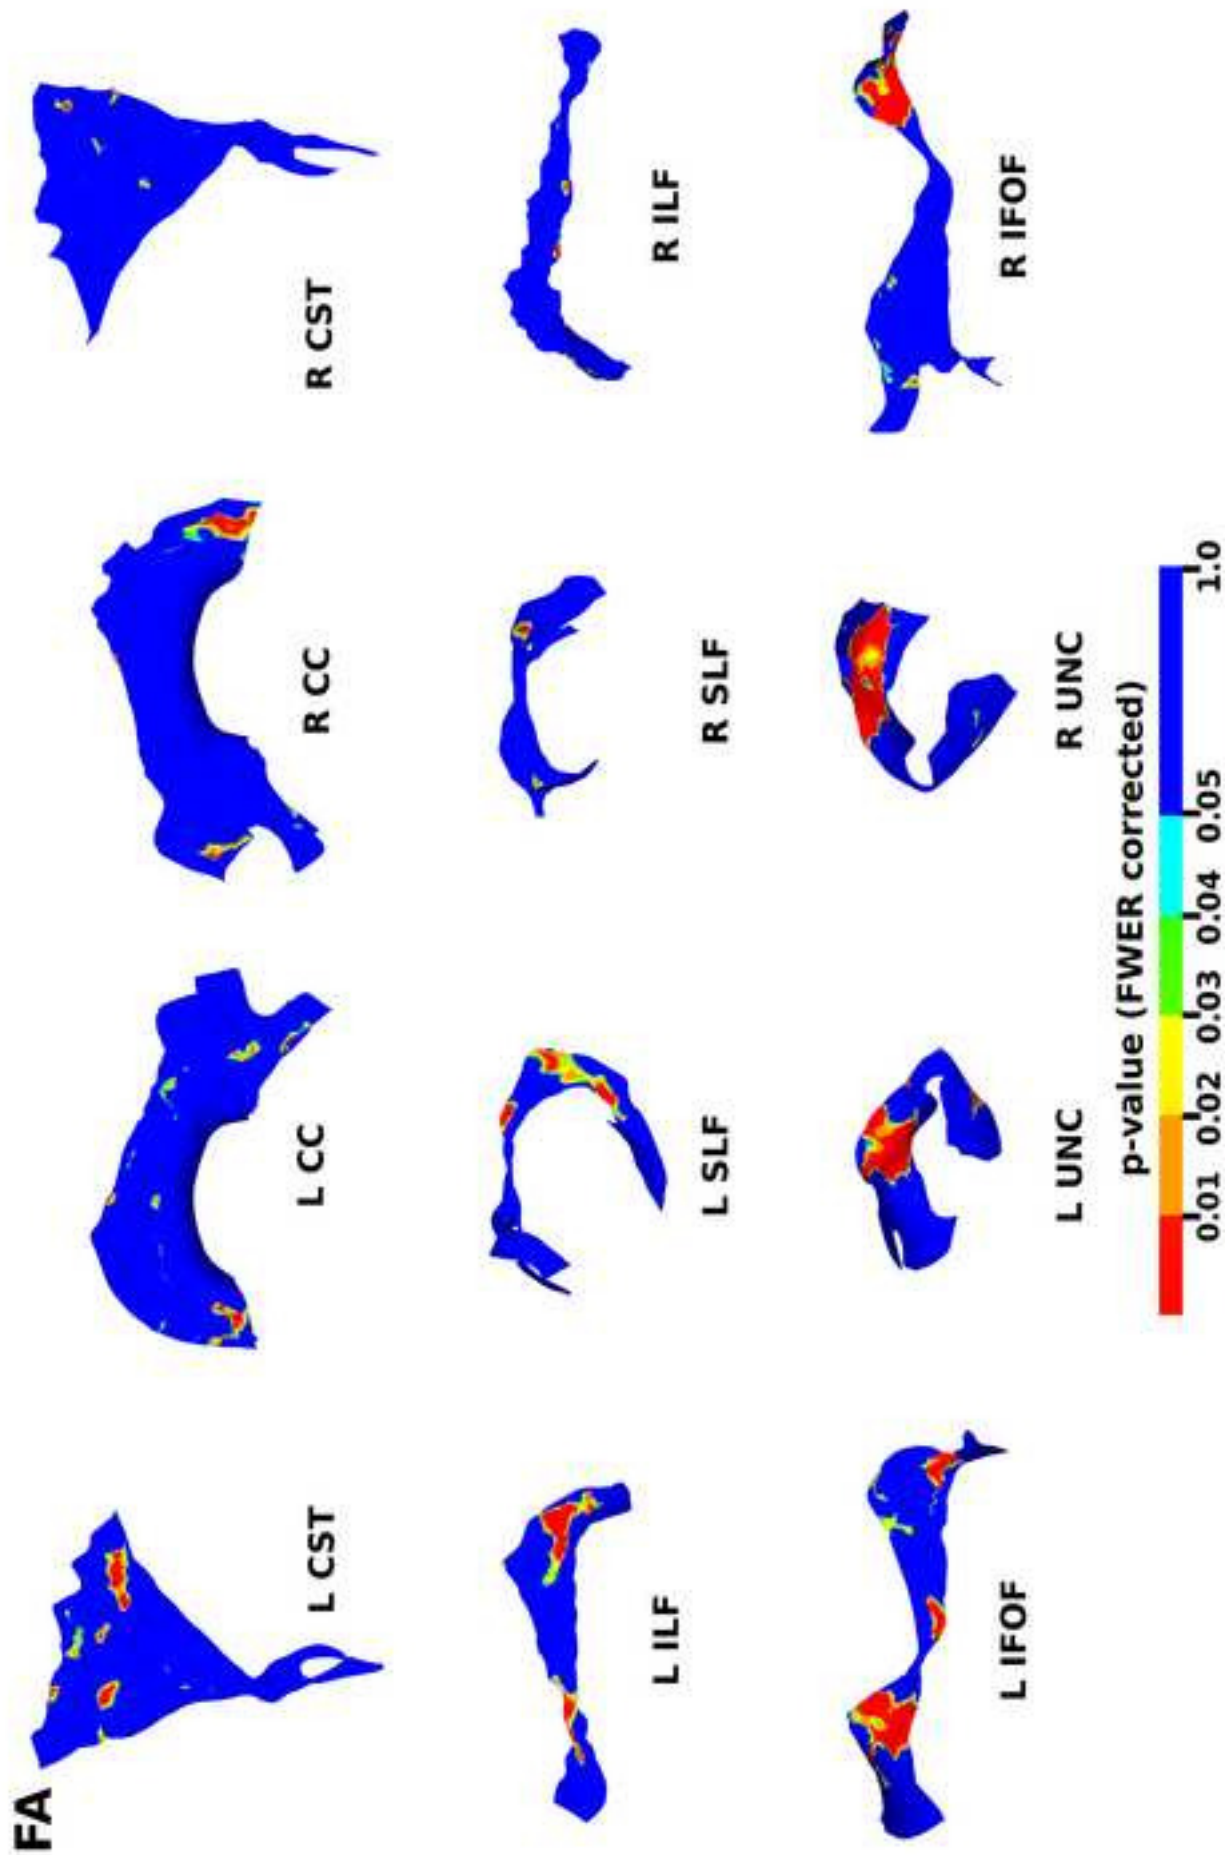 FA
L CST
L CC
R CC
R CST
L ILF
L SLF
R SLF
R ILF
L IFOF
L UNC
R UNC
R IFOF
p-value (FWER corrected)
0.01 0.02 0.03 0.04 0.05 1.0